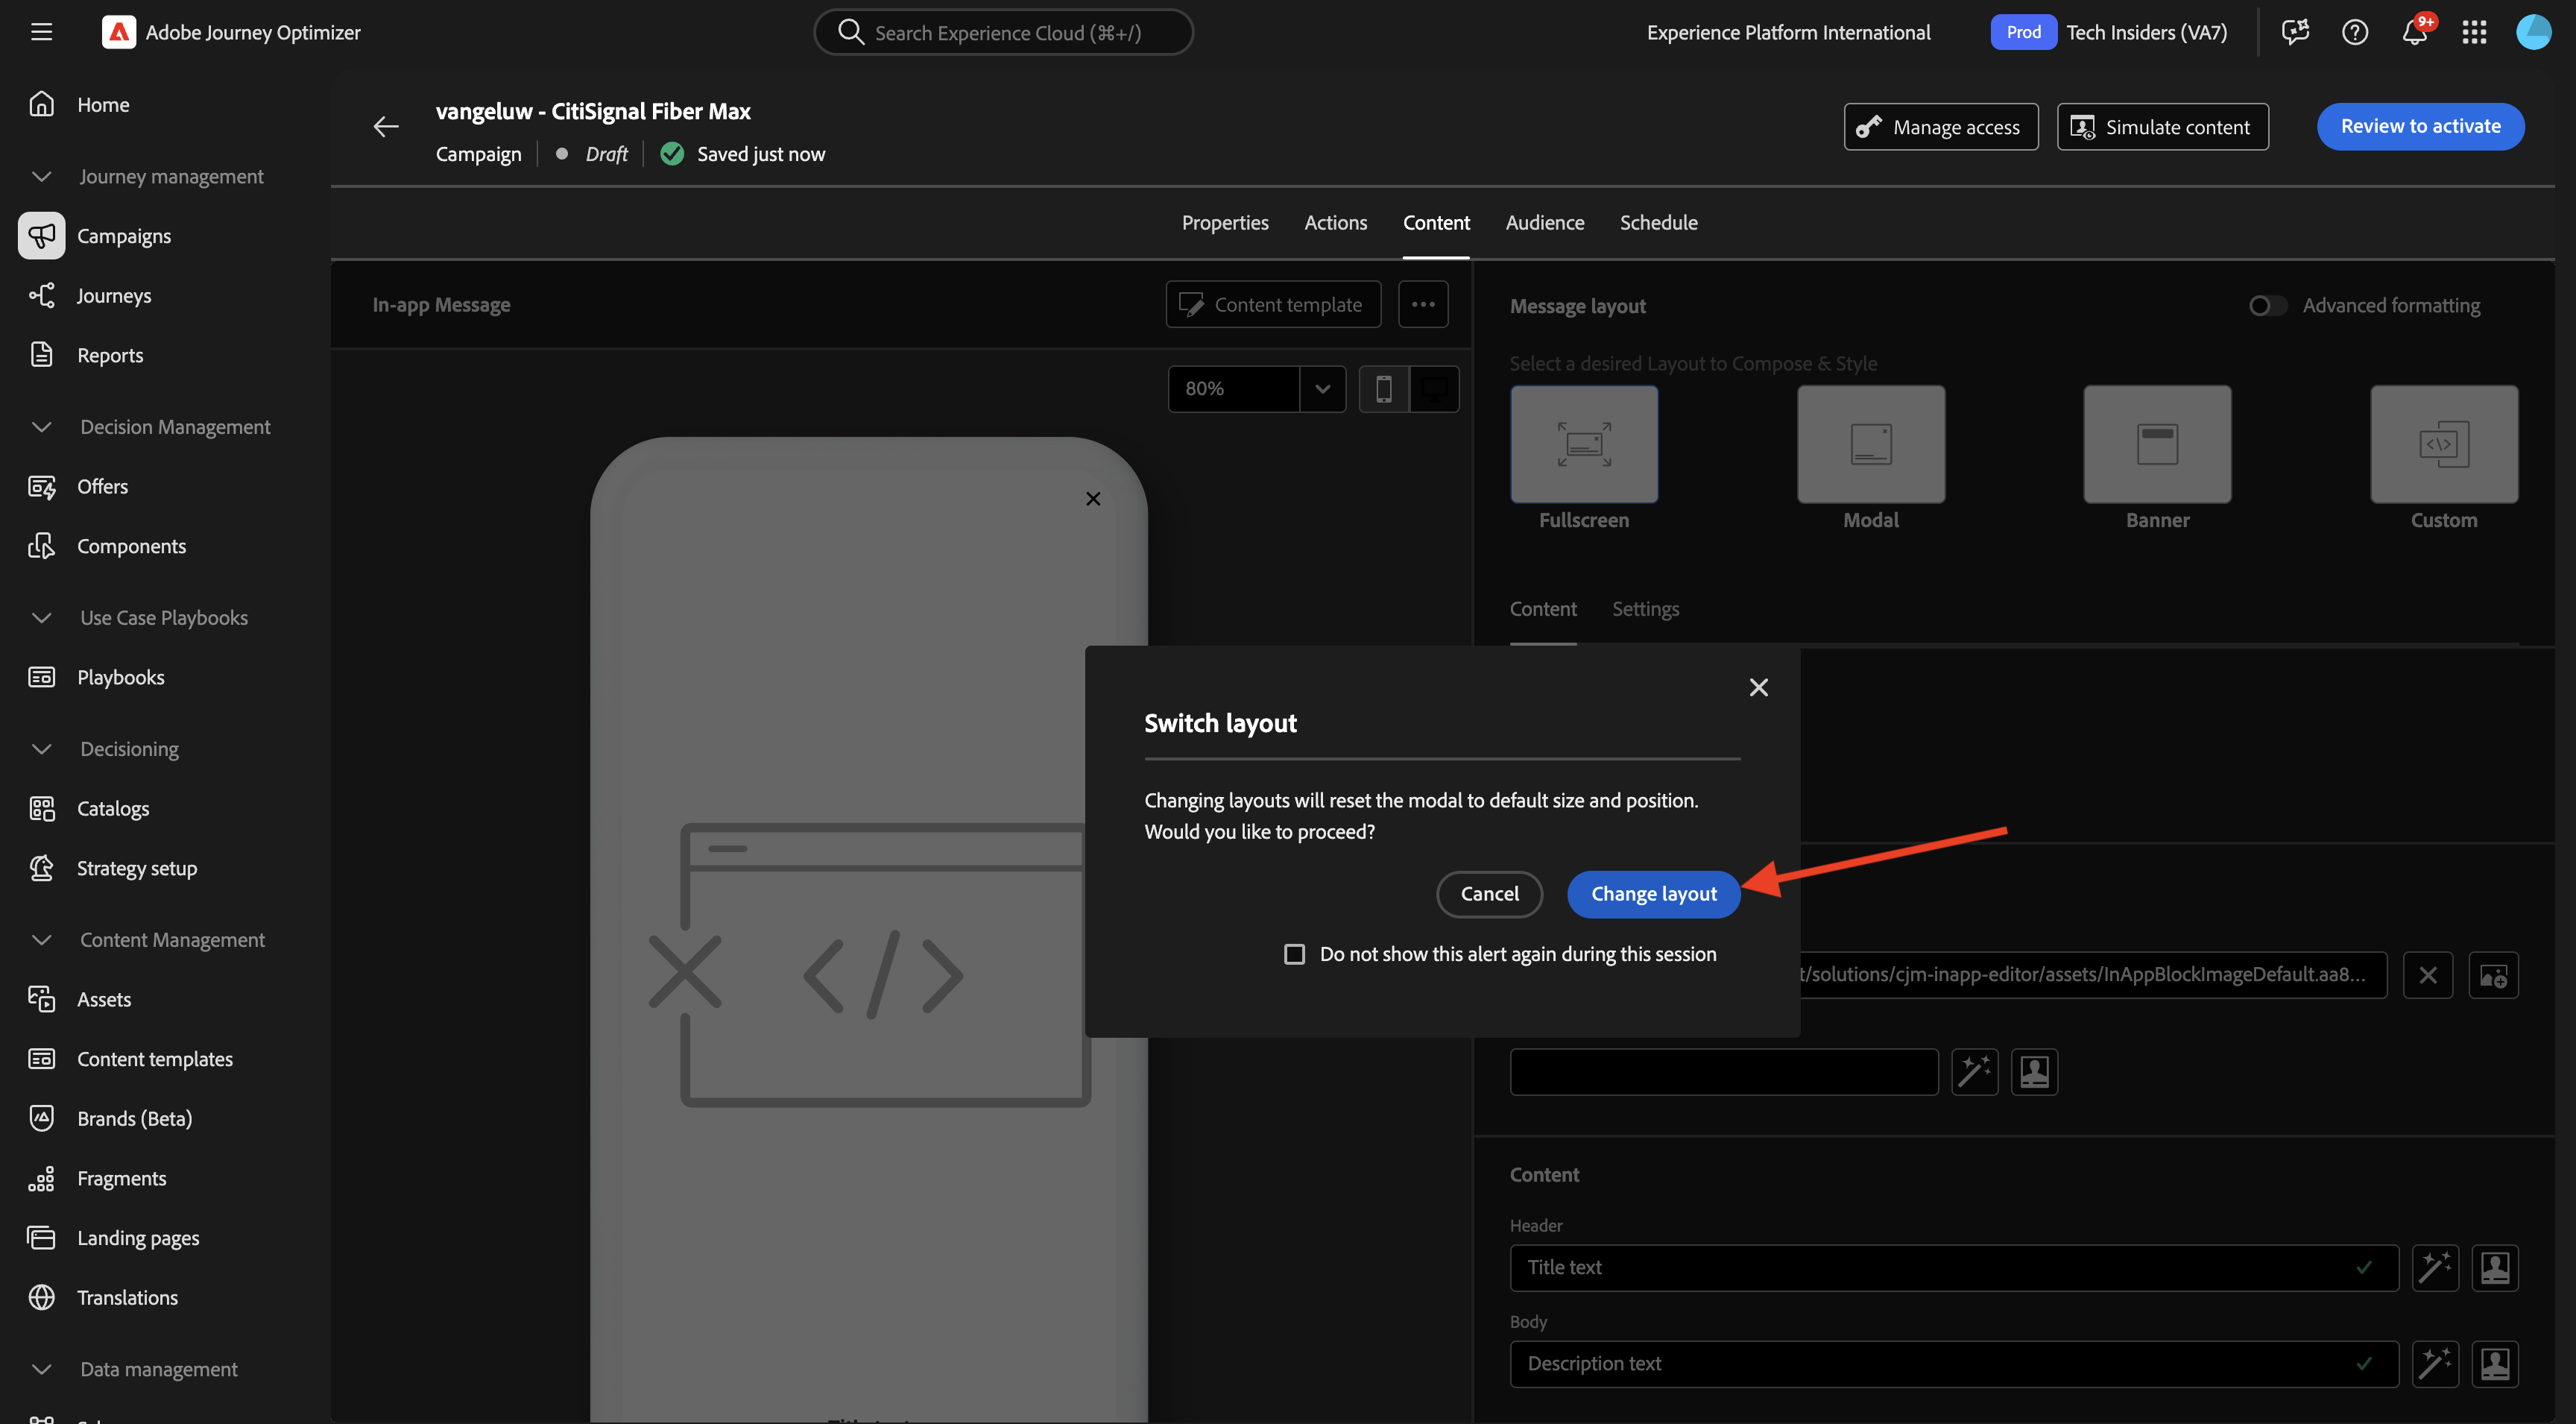 Adobe Journey Optimizer
Search Experience Cloud (⌘+/)
Experience Platform International
Prod
Tech Insiders (VA7)
9+
Home
Journey management
Campaigns
Journeys
Reports
Decision Management
Offers
Components
Use Case Playbooks
Playbooks
Decisioning
Catalogs
Strategy setup
Content Management
Assets
Content templates
Brands (Beta)
Fragments
Landing pages
Translations
Data management
vangeluw - CitiSignal Fiber Max
Campaign
Draft
Saved just now
Manage access
Simulate content
Review to activate
Properties
Actions
Content
Audience
Schedule
In-app Message
Content template
80%
Message layout
Advanced formatting
Select a desired Layout to Compose & Style
Fullscreen
Modal
Banner
Custom
Content
Settings
Switch layout
Changing layouts will reset the modal to default size and position.
Would you like to proceed?
Cancel
Change layout
Do not show this alert again during this session
t/solutions/cjm-inapp-editor/assets/InAppBlockImageDefault.aa8...
Content
Header
Title text
Body
Description text